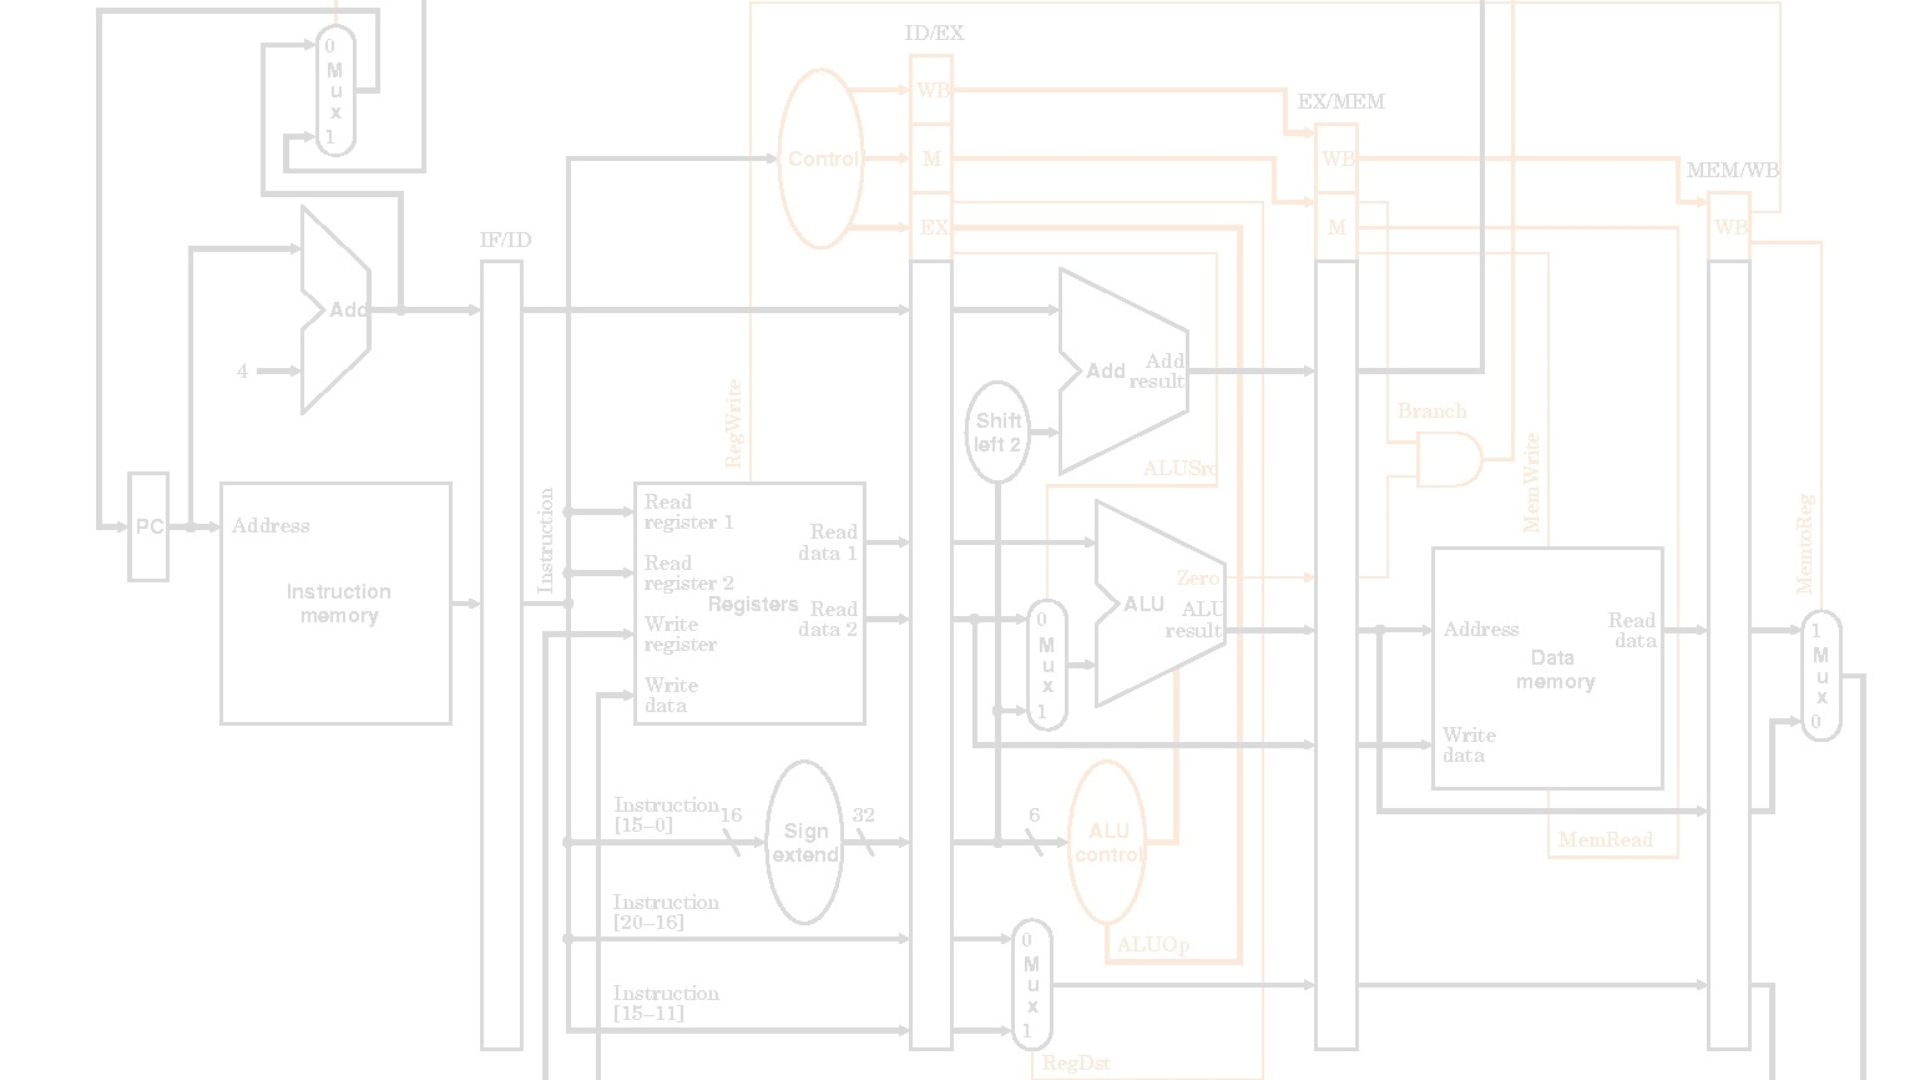 0
M
u
x
1
ID/EX
WB
M
EX
Control
EX/MEM
WB
M
MEM/WB
WB
IF/ID
Add
4
Add
Add
result
Shift
left 2
RegWrite
ALUSrc
Branch
MemWrite
MemtoReg
PC
Address
Instruction
memory
Instruction
Read
register 1
Read
register 2
Write
register
Write
data
Registers
Read
data 1
Read
data 2
0
M
u
x
1
Zero
ALU
ALU
result
Address
Read
data
Data
memory
Write
data
1
M
u
x
0
Instruction
[15–0]
16
Sign
extend
32
6
ALU
control
MemRead
Instruction
[20–16]
ALUOp
0
M
u
x
1
Instruction
[15–11]
RegDst